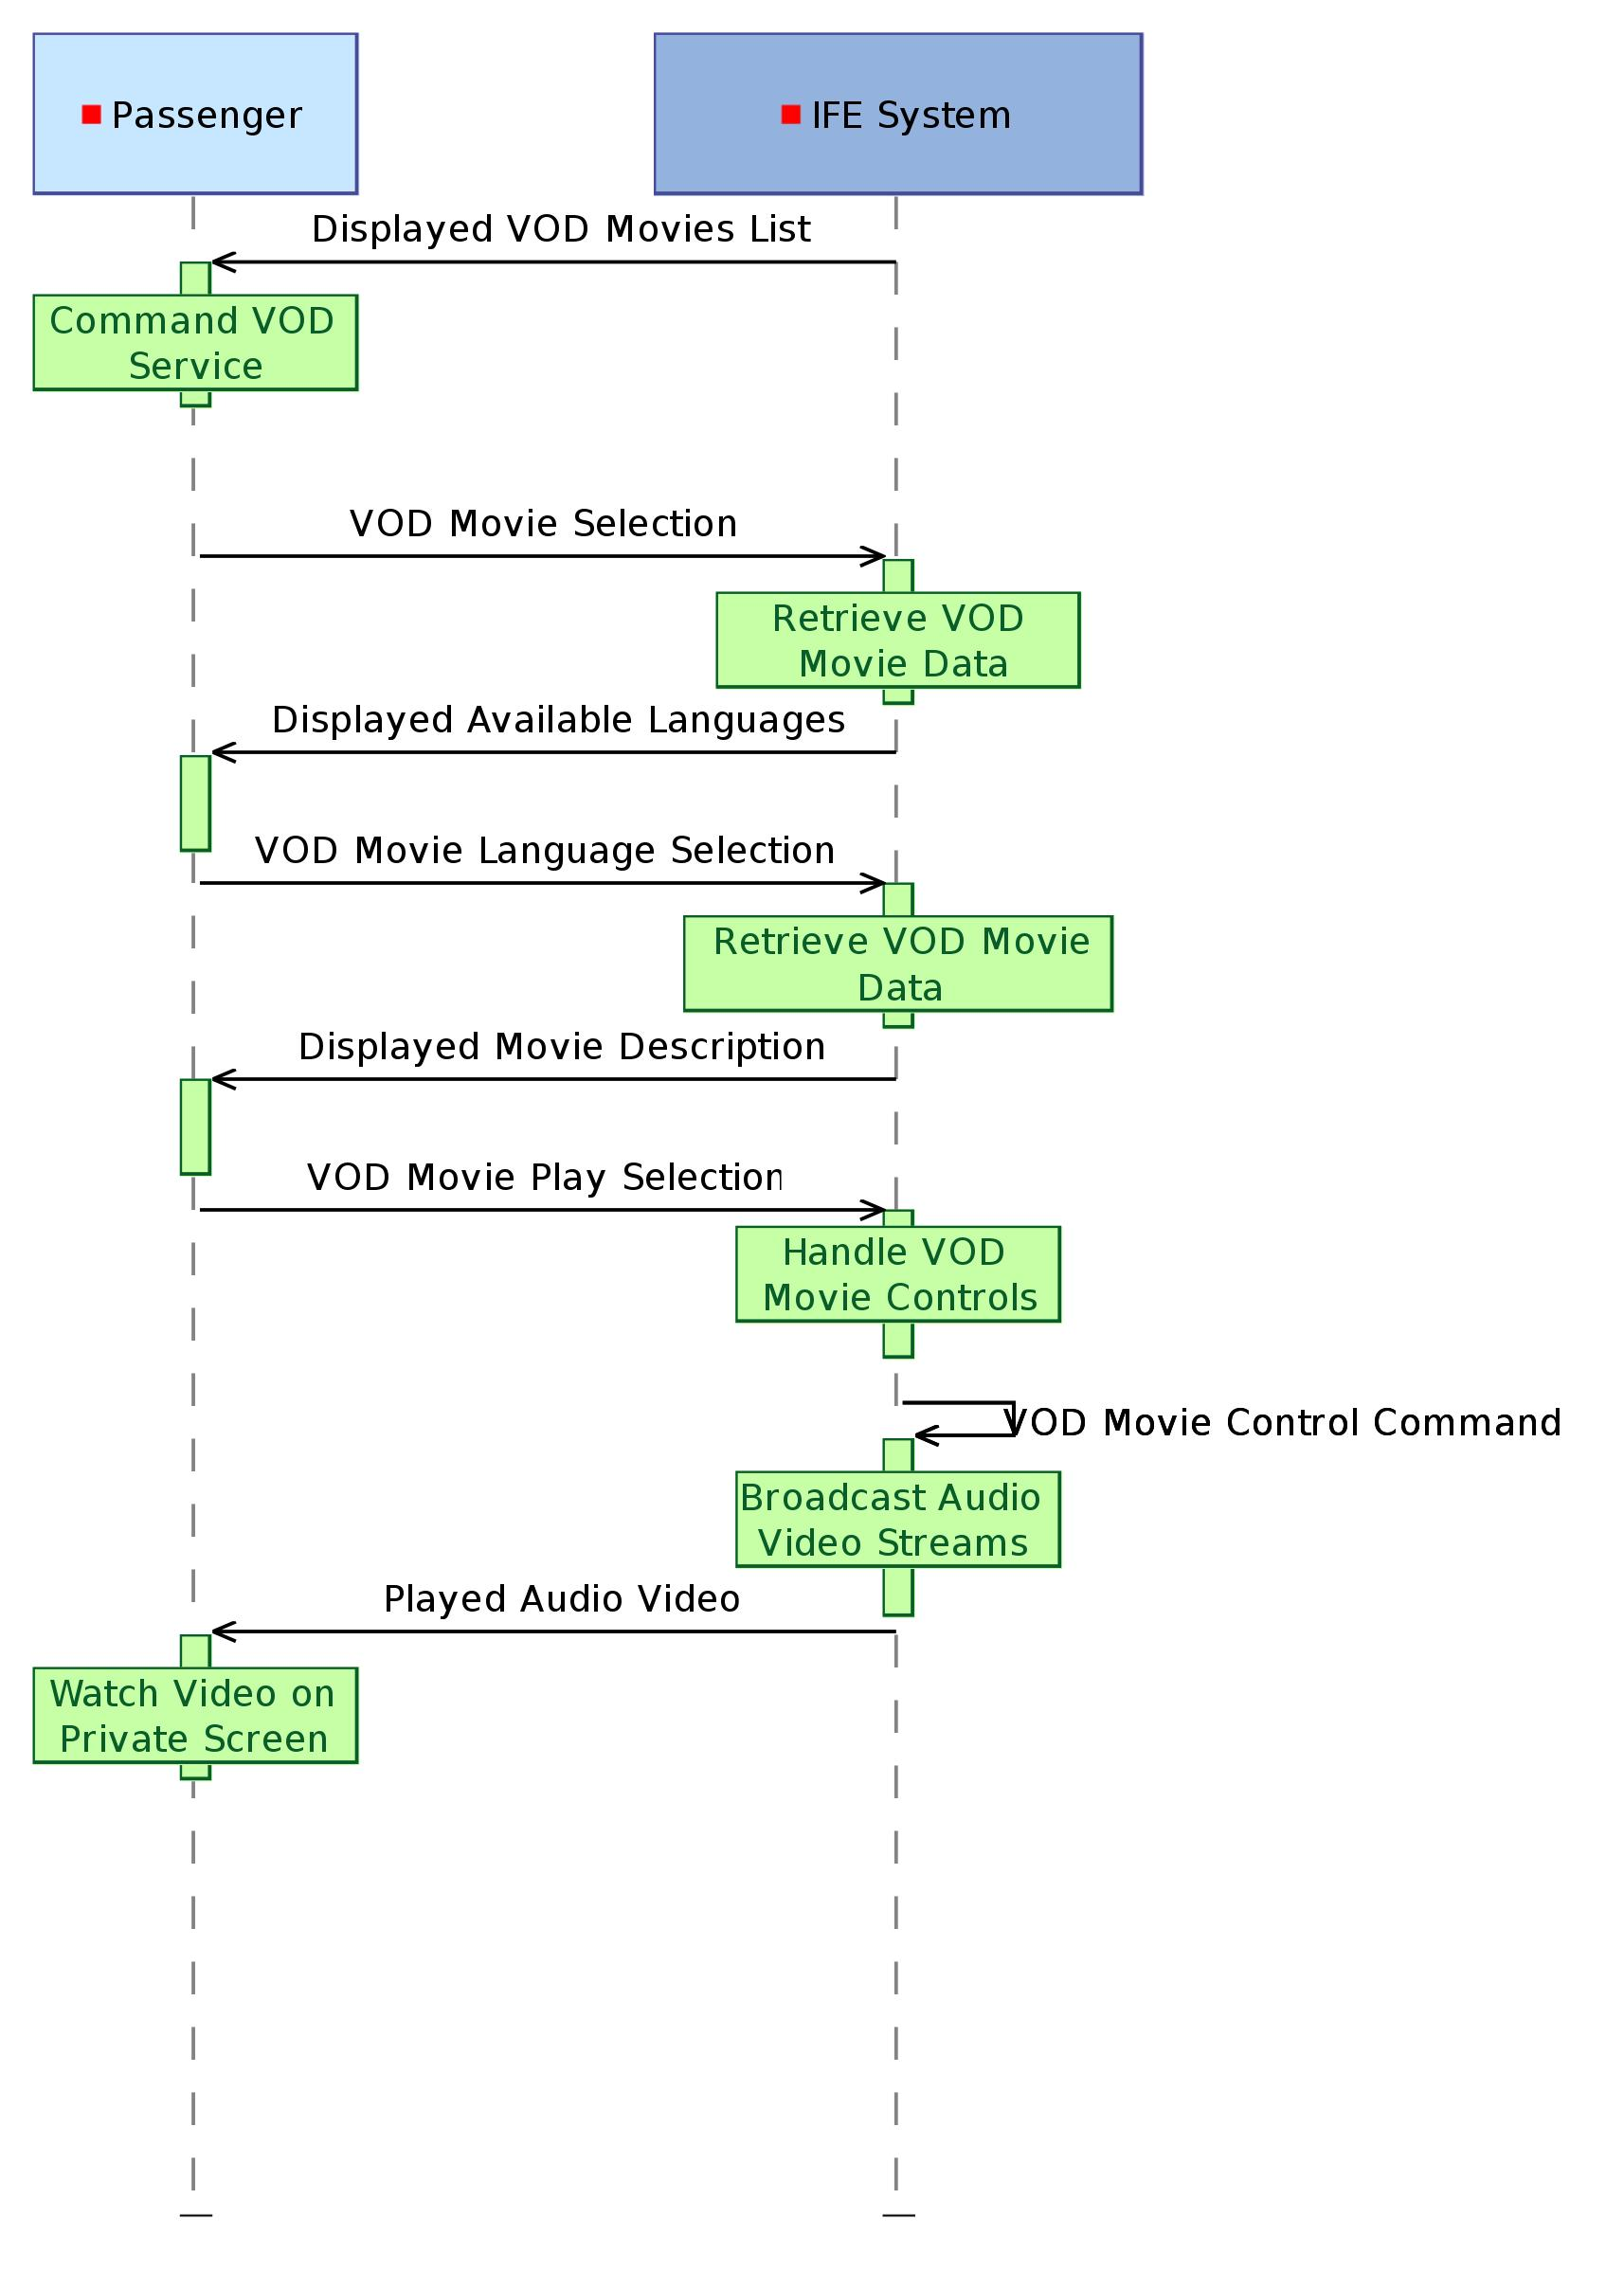 Passenger
IFE System
Displayed VOD Movies List
Command VOD
Service
VOD Movie Selection
Retrieve VOD
Movie Data
Displayed Available Languages
VOD Movie Language Selection
Retrieve VOD Movie
Data
Displayed Movie Description
VOD Movie Play Selection
Handle VOD
Movie Controls
VOD Movie Control Command
Broadcast Audio
Video Streams
Played Audio Video
Watch Video on
Private Screen